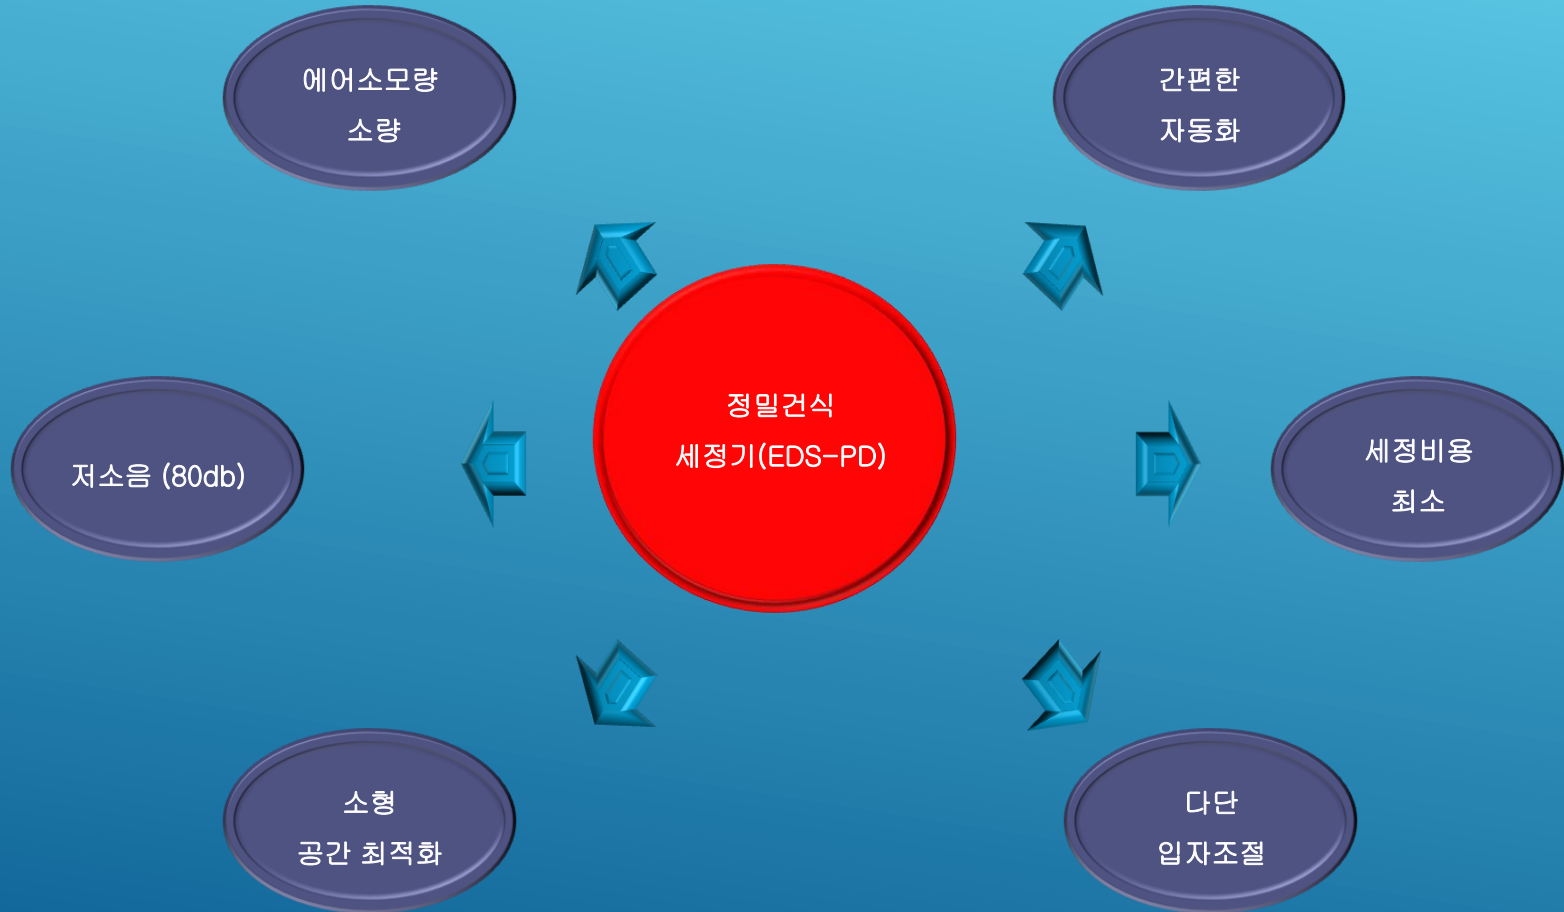 에어소모량
소량
간편한
자동화
정밀건식
세정기(EDS-PD)
저소음 (80db)
세정비용
최소
소형
공간 최적화
다단
입자조절